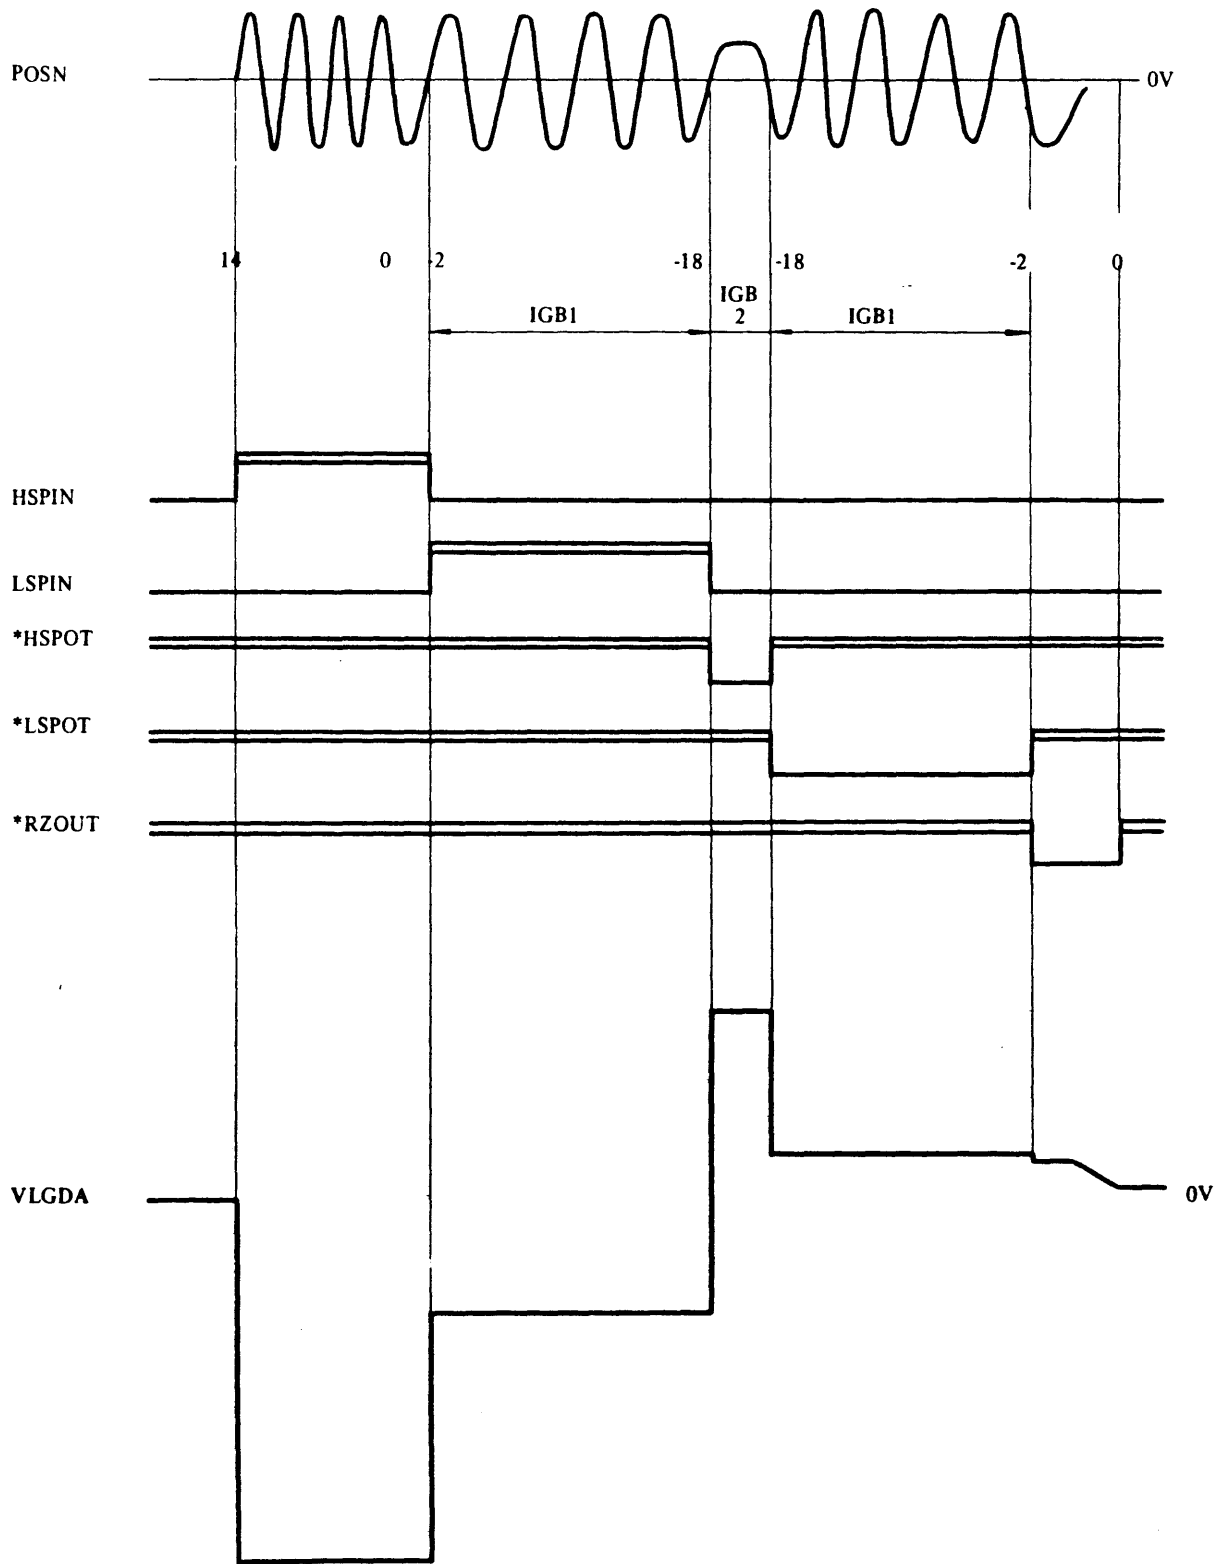 POSN
0V
14 0 -2 -18 -18 -2 0
IGB1
IGB
2
IGB1
HSPIN
LSPIN
*HSPOT
*LSPOT
*RZOUT
VLGDA
0V